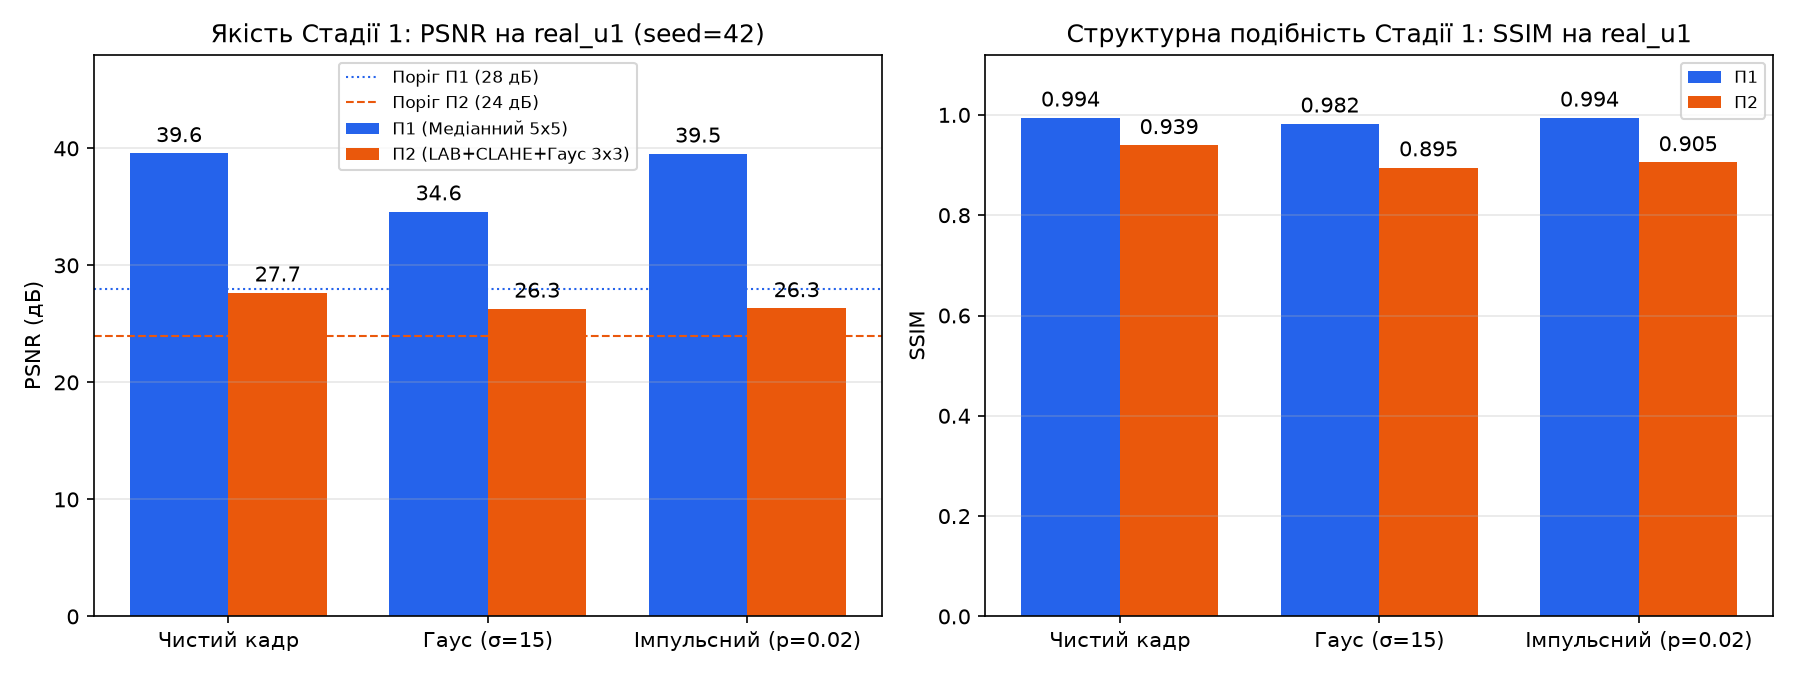 Якість Стадії 1: PSNR на real_u1 (seed=42)
Поріг П1 (28 дБ)
Поріг П2 (24 дБ)
П1 (Медіанний 5x5)
П2 (LAB+CLAHE+Гаус 3x3)
39.6
27.7
34.6
26.3
39.5
26.3
PSNR (дБ)
40
30
20
10
0
Чистий кадр
Гаус (σ=15)
Імпульсний (p=0.02)
Структурна подібність Стадії 1: SSIM на real_u1
П1
П2
0.994
0.939
0.982
0.895
0.994
0.905
SSIM
1.0
0.8
0.6
0.4
0.2
0.0
Чистий кадр
Гаус (σ=15)
Імпульсний (p=0.02)